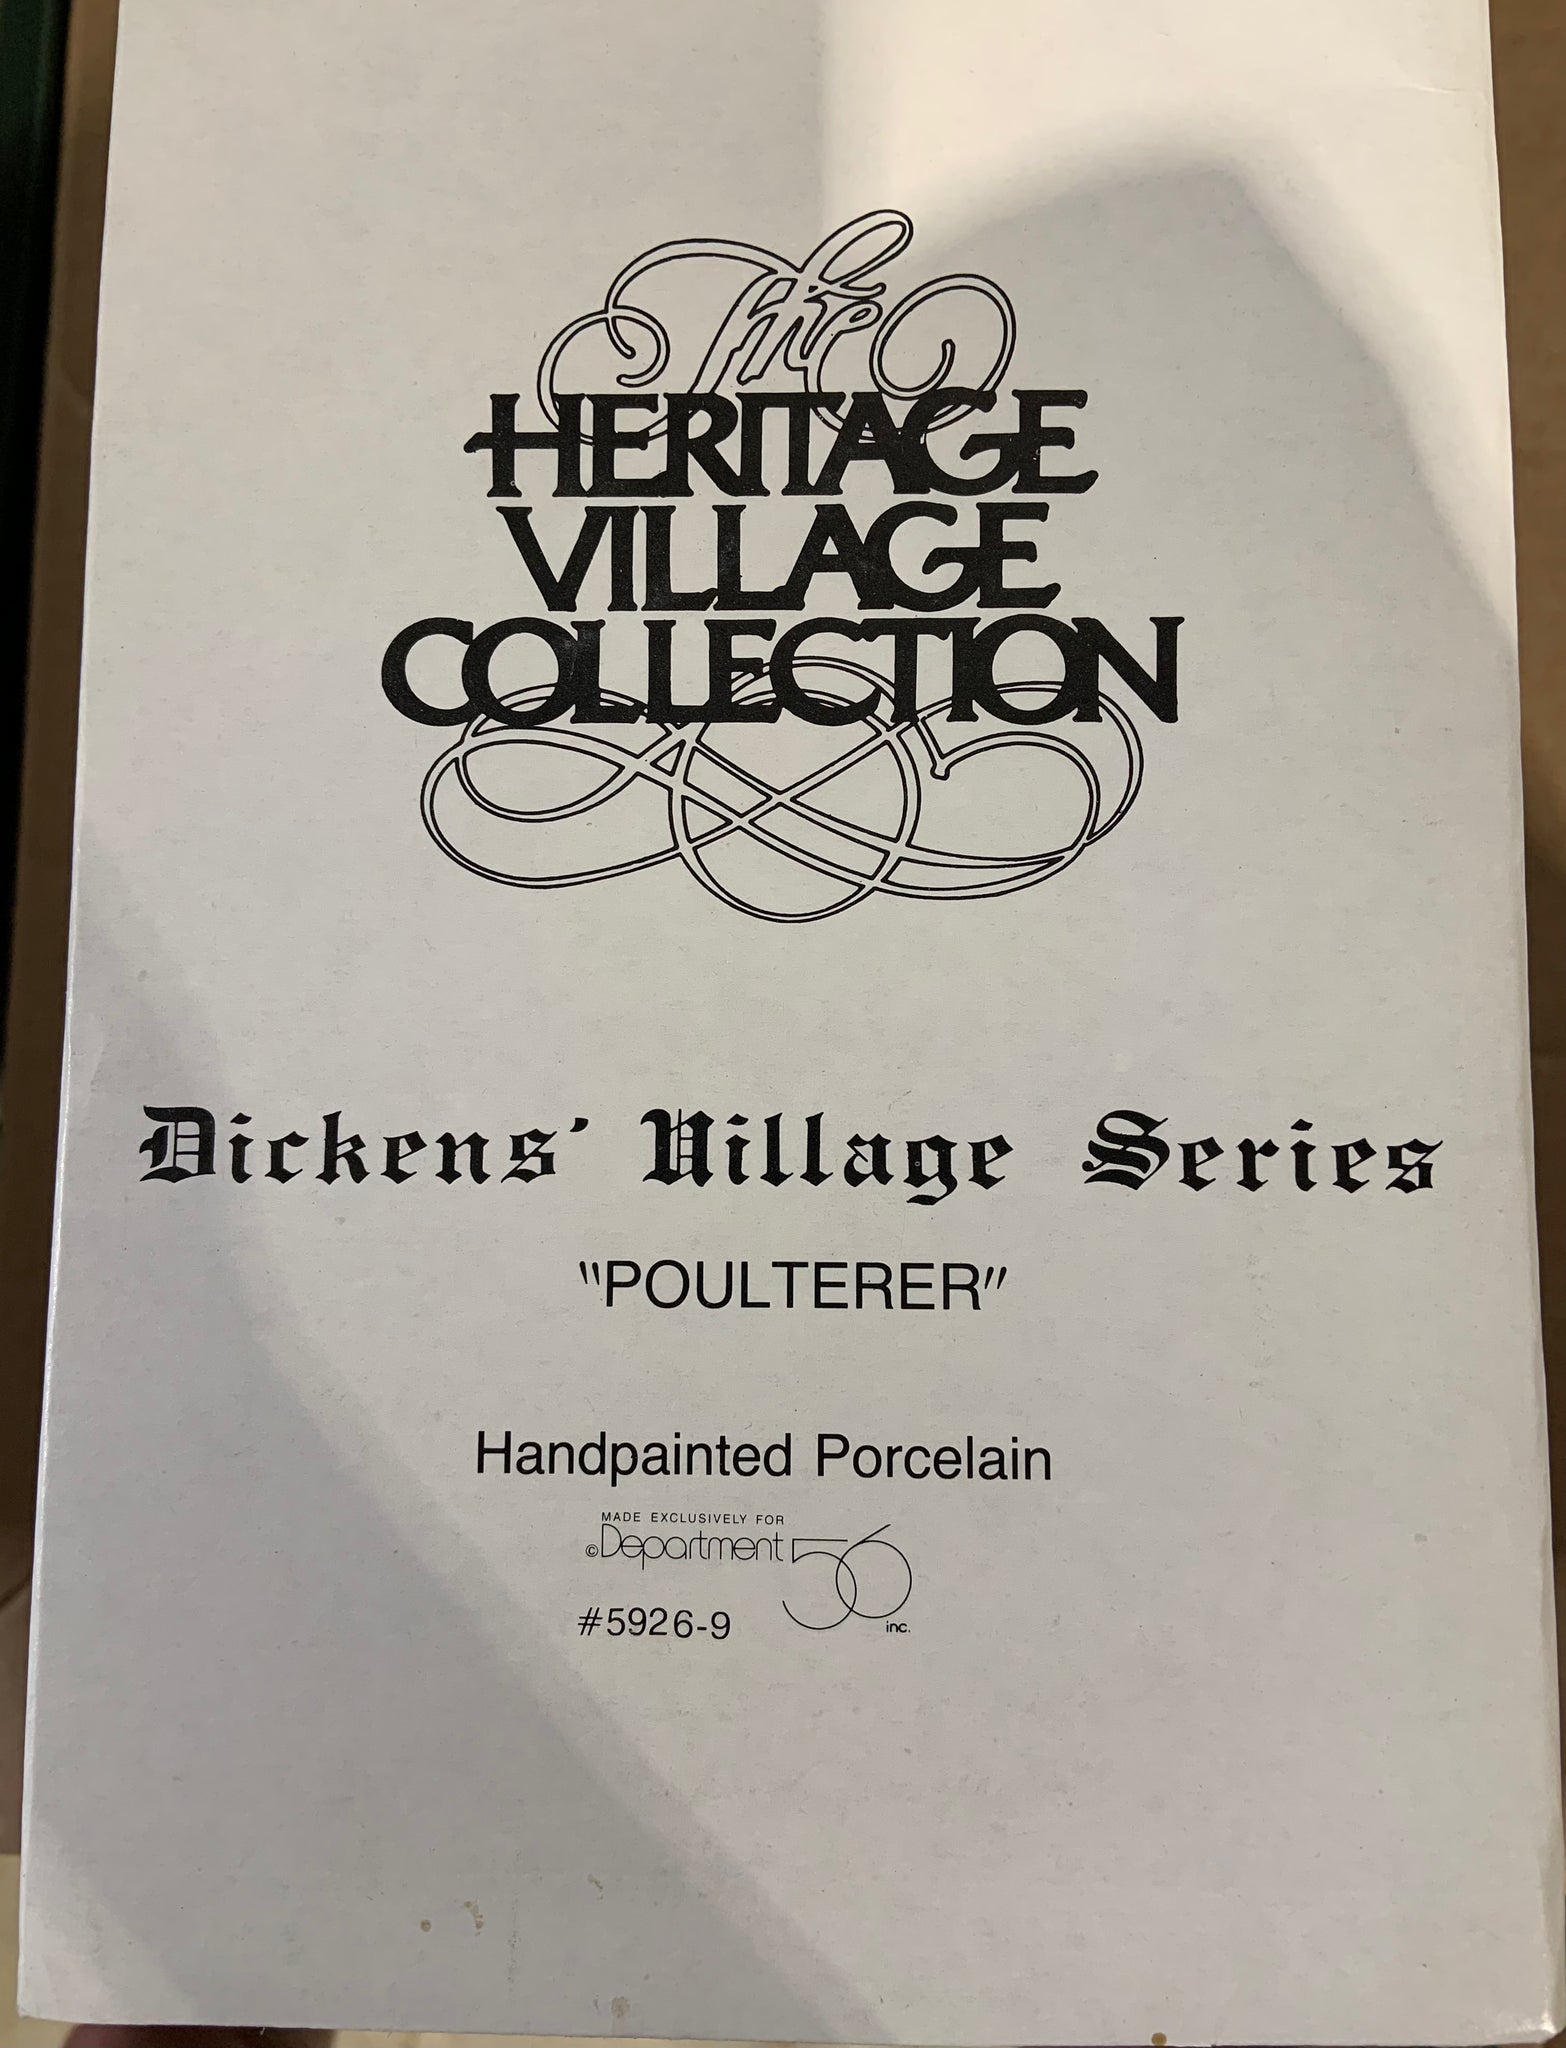 The
HERITAGE
VILLAGE
COLLECTION
Dickens' Village Series
"POULTERER"
Handpainted Porcelain
MADE EXCLUSIVELY FOR
©Department 56
inc.
#5926-9